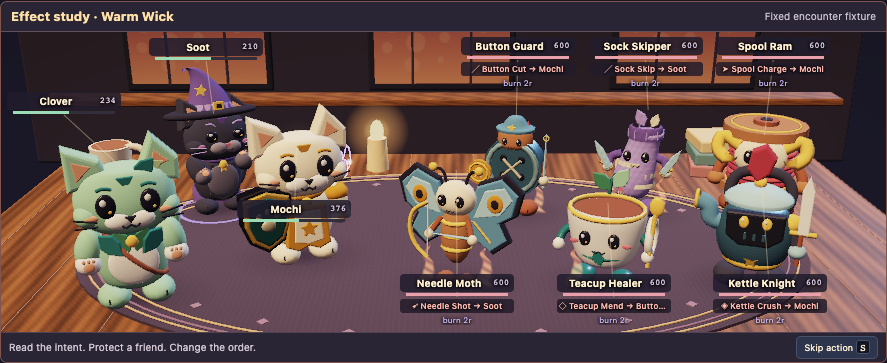 Effect study · Warm Wick
Fixed encounter fixture
Soot 210
Button Guard 600
⟋ Button Cut → Mochi
burn 2r
Sock Skipper 600
⟋ Sock Skip → Soot
burn 2r
Spool Ram 600
➤ Spool Charge → Mochi
burn 2r
Clover 234
Mochi 376
Needle Moth 600
➶ Needle Shot → Soot
burn 2r
Teacup Healer 600
◇ Teacup Mend → Butto...
burn 2r
Kettle Knight 600
◈ Kettle Crush → Mochi
burn 2r
Read the intent. Protect a friend. Change the order.
Skip action S